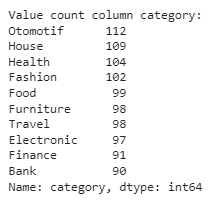 Value count column category:
Otomotif 112
House 109
Health 104
Fashion 102
Food 99
Furniture 98
Travel 98
Electronic 97
Finance 91
Bank 90
Name: category, dtype: int64